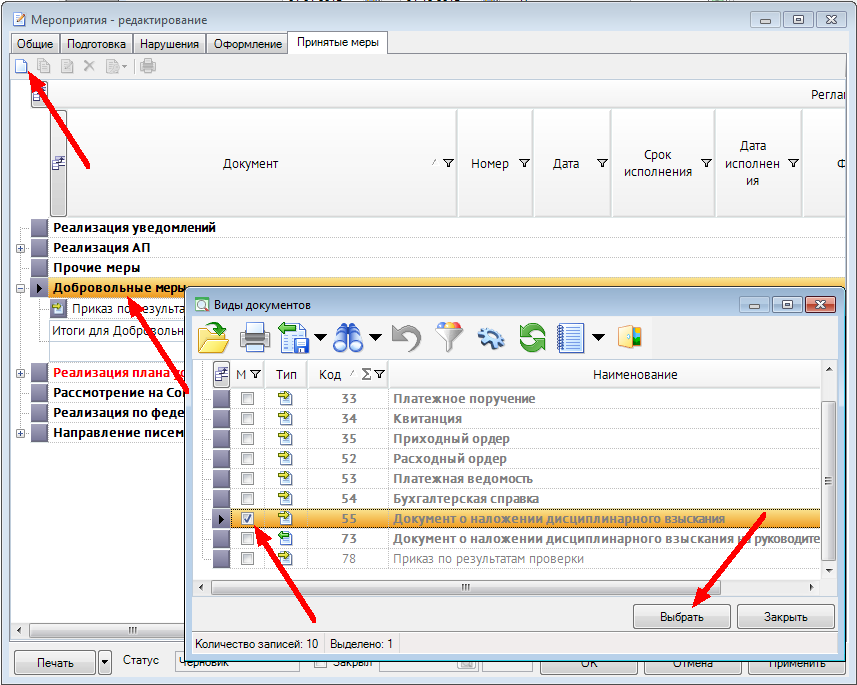 Мероприятия - редактирование
Общие Подготовка Нарушения Оформление Принятые меры
Регла
Документ Номер Дата Срок исполнения Дата исполнен ия Ф
Реализация уведомлений
Реализация АП
Прочие меры
Добровольные меры
Приказ по результа
Итоги для Добровольн
Реализация плана
Рассмотрение на Со
Реализация по феде
Направление писем
Виды документов
М Тип Код Наименование
33 Платежное поручение
34 Квитанция
35 Приходный ордер
52 Расходный ордер
53 Платежная ведомость
54 Бухгалтерская справка
55 Документ о наложении дисциплинарного взыскания
73 Документ о наложении дисциплинарного взыскания на руководите
78 Приказ по результатам проверки
Выбрать Закрыть
Количество записей: 10 Выделено: 1
Печать Статус Черновик Закрыл ОК Отмена Применить